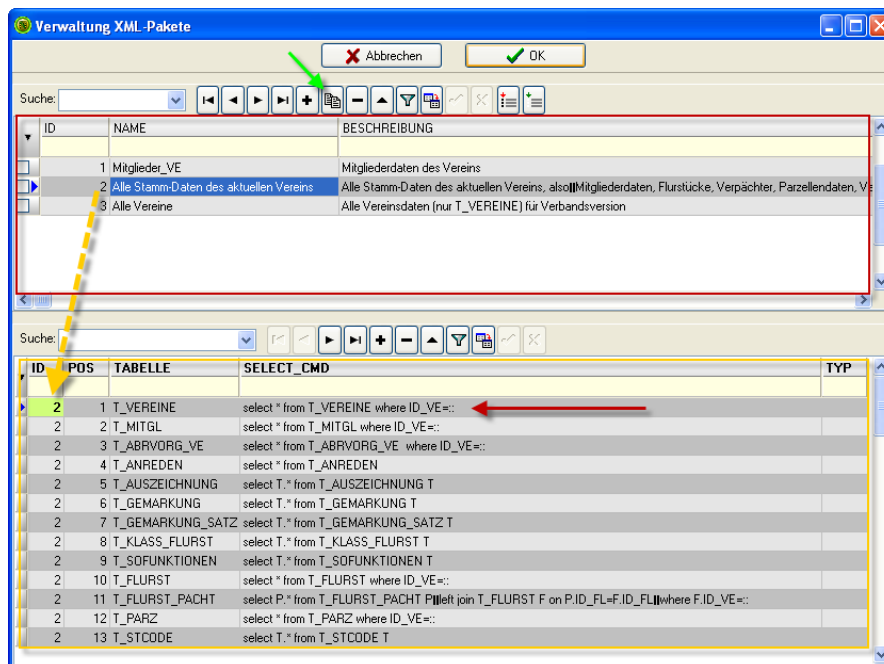 Verwaltung XML-Pakete
Abbrechen OK
Suche:
ID NAME BESCHREIBUNG
1 Mitglieder_VE Mitgliederdaten des Vereins
2 Alle Stamm-Daten des aktuellen Vereins Alle Stamm-Daten des aktuellen Vereins, also||Mitgliederdaten, Flurstücke, Verpächter, Parzellendaten, Ve
3 Alle Vereine Alle Vereinsdaten (nur T_VEREINE) für Verbandsversion
Suche:
ID POS TABELLE SELECT_CMD TYP
2 1 T_VEREINE select * from T_VEREINE where ID_VE=::
2 2 T_MITGL select * from T_MITGL where ID_VE=::
2 3 T_ABRVORG_VE select * from T_ABRVORG_VE where ID_VE=::
2 4 T_ANREDEN select * from T_ANREDEN
2 5 T_AUSZEICHNUNG select T.* from T_AUSZEICHNUNG T
2 6 T_GEMARKUNG select T.* from T_GEMARKUNG T
2 7 T_GEMARKUNG_SATZ select T.* from T_GEMARKUNG_SATZ T
2 8 T_KLASS_FLURST select T.* from T_KLASS_FLURST T
2 9 T_SOFUNKTIONEN select T.* from T_SOFUNKTIONEN T
2 10 T_FLURST select * from T_FLURST where ID_VE=::
2 11 T_FLURST_PACHT select P.* from T_FLURST_PACHT P||left join T_FLURST F on P.ID_FL=F.ID_FL||where F.ID_VE=::
2 12 T_PARZ select * from T_PARZ where ID_VE=::
2 13 T_STCODE select T.* from T_STCODE T